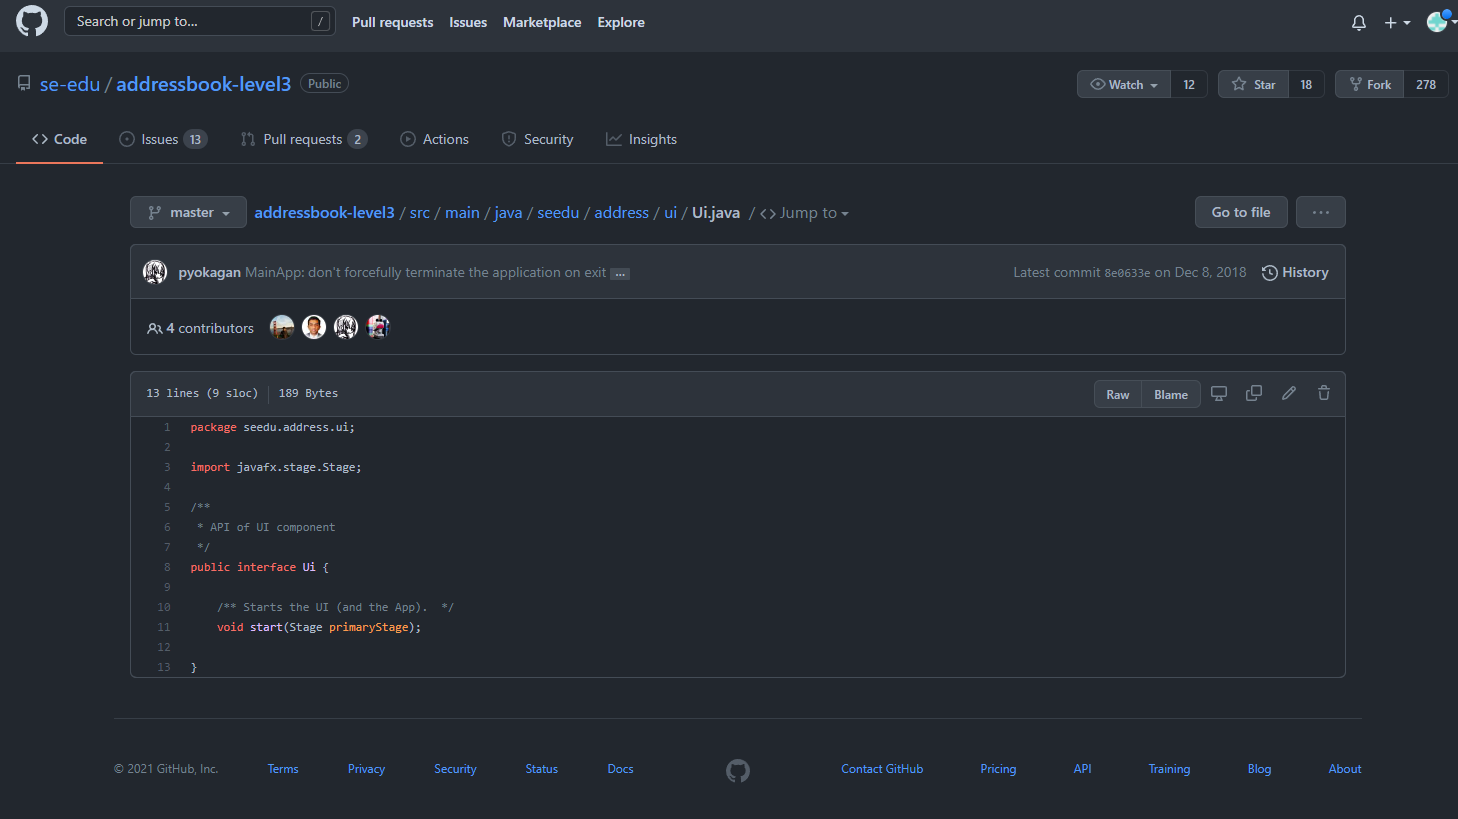 Search or jump to... /
Pull requests Issues Marketplace Explore
se-edu / addressbook-level3 Public
Watch 12 Star 18 Fork 278
Code Issues 13 Pull requests 2 Actions Security Insights
master addressbook-level3 / src / main / java / seedu / address / ui / Ui.java / <> Jump to Go to file ...
pyokagan MainApp: don't forcefully terminate the application on exit ... Latest commit 8e0633e on Dec 8, 2018 History
4 contributors
13 lines (9 sloc) 189 Bytes Raw Blame
1 package seedu.address.ui;
2
3 import javafx.stage.Stage;
4
5 /**
6 * API of UI component
7 */
8 public interface Ui {
9
10 /** Starts the UI (and the App).  */
11 void start(Stage primaryStage);
12
13 }
© 2021 GitHub, Inc. Terms Privacy Security Status Docs Contact GitHub Pricing API Training Blog About